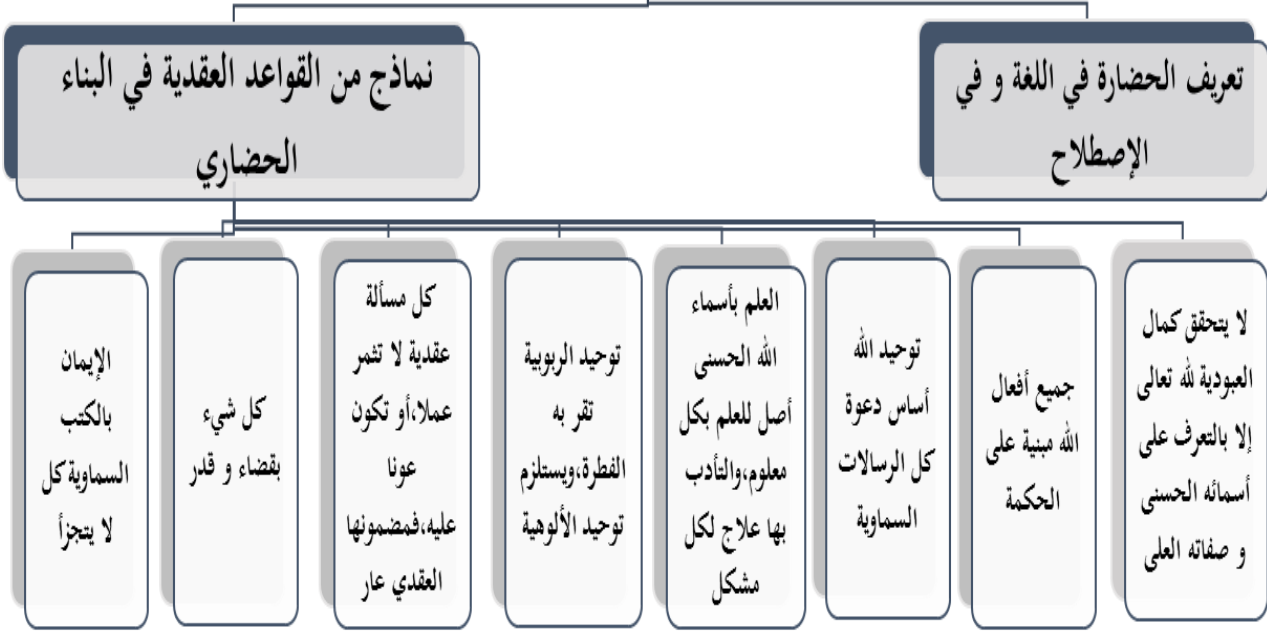 تعريف الحضارة في اللغة و في
الإصطلاح
نماذج من القواعد العقدية في البناء
الحضاري
لا يتحقق كمال
العبودية لله تعالى
إلا بالتعرف على
أسمائه الحسنى
و صفاته العلى
جميع أفعال
الله مبنية على
الحكمة
توحيد الله
أساس دعوة
كل الرسالات
السماوية
العلم بأسماء
الله الحسنى
أصل للعلم بكل
معلوم،والتأدب
بها علاج لكل
مشكل
توحيد الربوبية
تقر به
الفطرة،ويستلزم
توحيد الألوهية
كل مسألة
عقدية لا تثمر
عملا،أو تكون
عونا
عليه،فمضمونها
العقدي عار
كل شيء
بقضاء و قدر
الإيمان
بالكتب
السماوية كل
لا يتجزأ